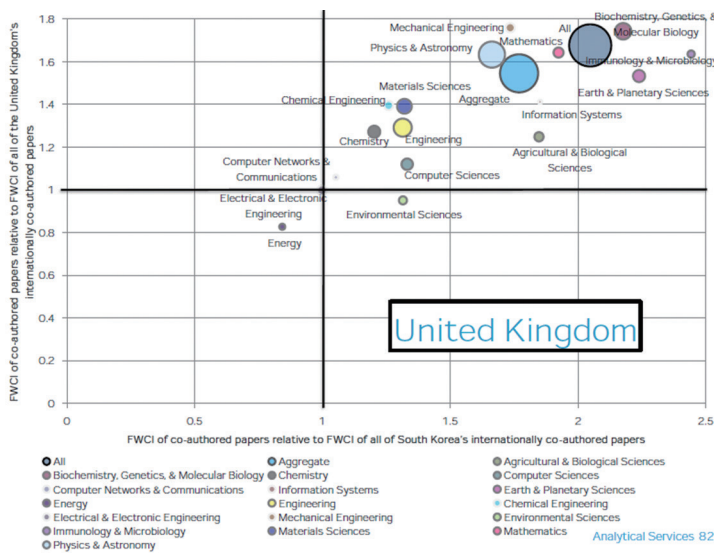 FWCI of co-authored papers relative to FWCI of all of the United Kingdom's
internationally co-authored papers
1.8
1.6
1.4
1.2
1
0.8
0.6
0.4
0.2
0
Mechanical Engineering
All
Biochemistry, Genetics, &
Molecular Biology
Physics & Astronomy
Mathematics
Immunology & Microbiology
Materials Sciences
Earth & Planetary Sciences
Chemical Engineering
Aggregate
Information Systems
Chemistry
Engineering
Agricultural & Biological
Sciences
Computer Networks &
Communications
Computer Sciences
Electrical & Electronic
Engineering
Environmental Sciences
Energy
United Kingdom
0 0.5 1 1.5 2 2.5
FWCI of co-authored papers relative to FWCI of all of South Korea's internationally co-authored papers
All Aggregate Agricultural & Biological Sciences
Biochemistry, Genetics, & Molecular Biology Chemistry Computer Sciences
Computer Networks & Communications Information Systems Earth & Planetary Sciences
Energy Engineering Chemical Engineering
Electrical & Electronic Engineering Mechanical Engineering Environmental Sciences
Immunology & Microbiology Materials Sciences Mathematics
Physics & Astronomy
Analytical Services 82